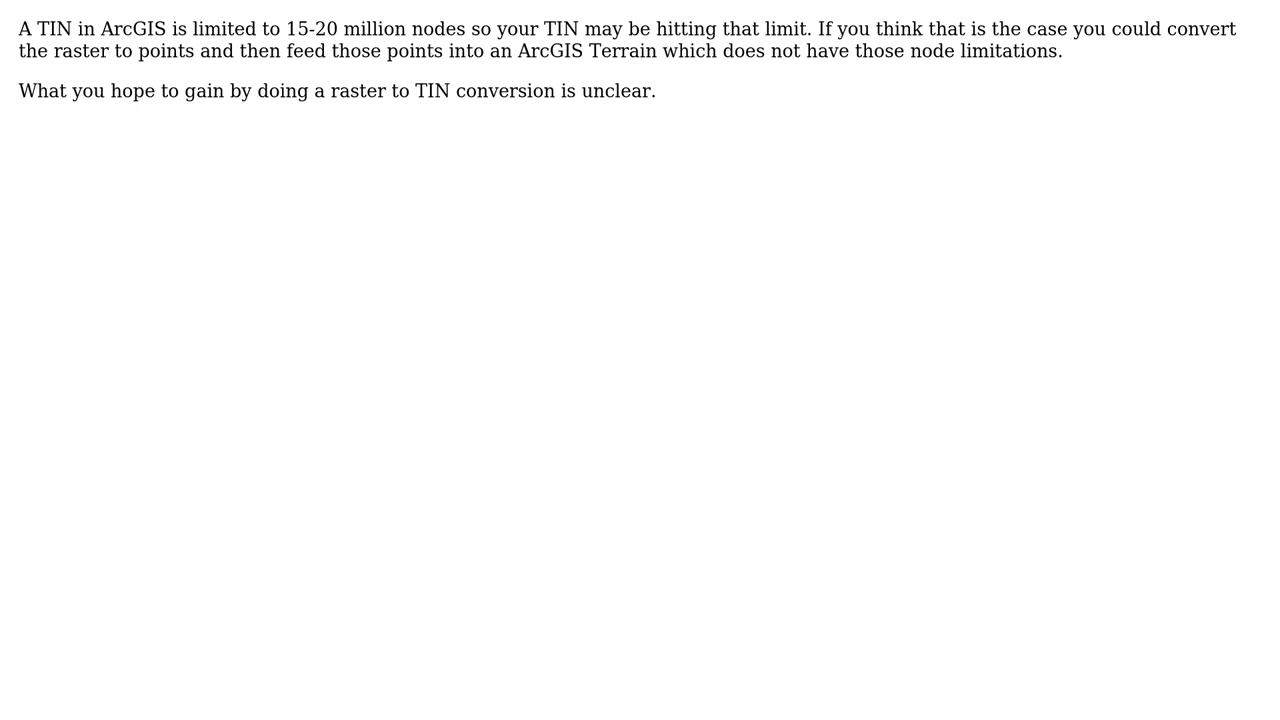 A TIN in ArcGIS is limited to 15-20 million nodes so your TIN may be hitting that limit. If you think that is the case you could convert
the raster to points and then feed those points into an ArcGIS Terrain which does not have those node limitations.
What you hope to gain by doing a raster to TIN conversion is unclear.